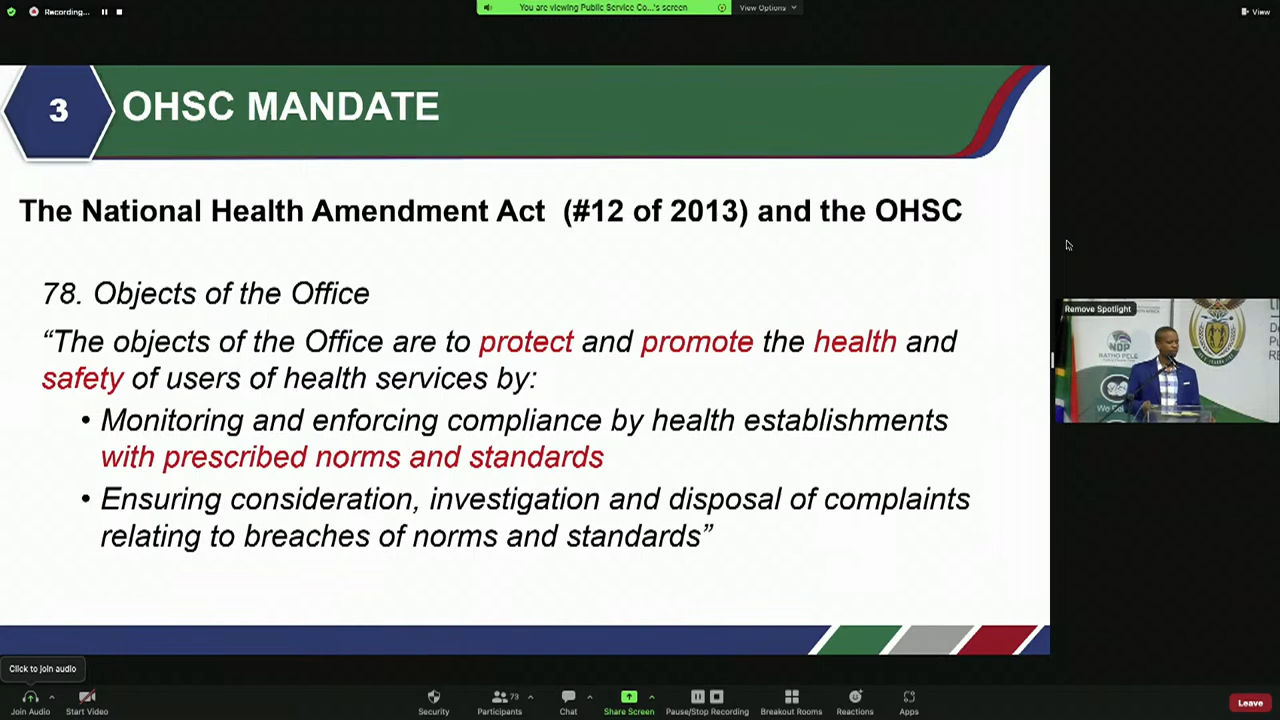 Recording...
You are viewing Public Service Co...'s screen
View Options
View
3
OHSC MANDATE
The National Health Amendment Act (#12 of 2013) and the OHSC
78. Objects of the Office
“The objects of the Office are to protect and promote the health and
safety of users of health services by:
• Monitoring and enforcing compliance by health establishments
with prescribed norms and standards
• Ensuring consideration, investigation and disposal of complaints
relating to breaches of norms and standards”
Remove Spotlight
NDP
We
Click to join audio
Join Audio
Start Video
Security
73
Participants
Chat
Share Screen
Pause/Stop Recording
Breakout Rooms
Reactions
Apps
Leave